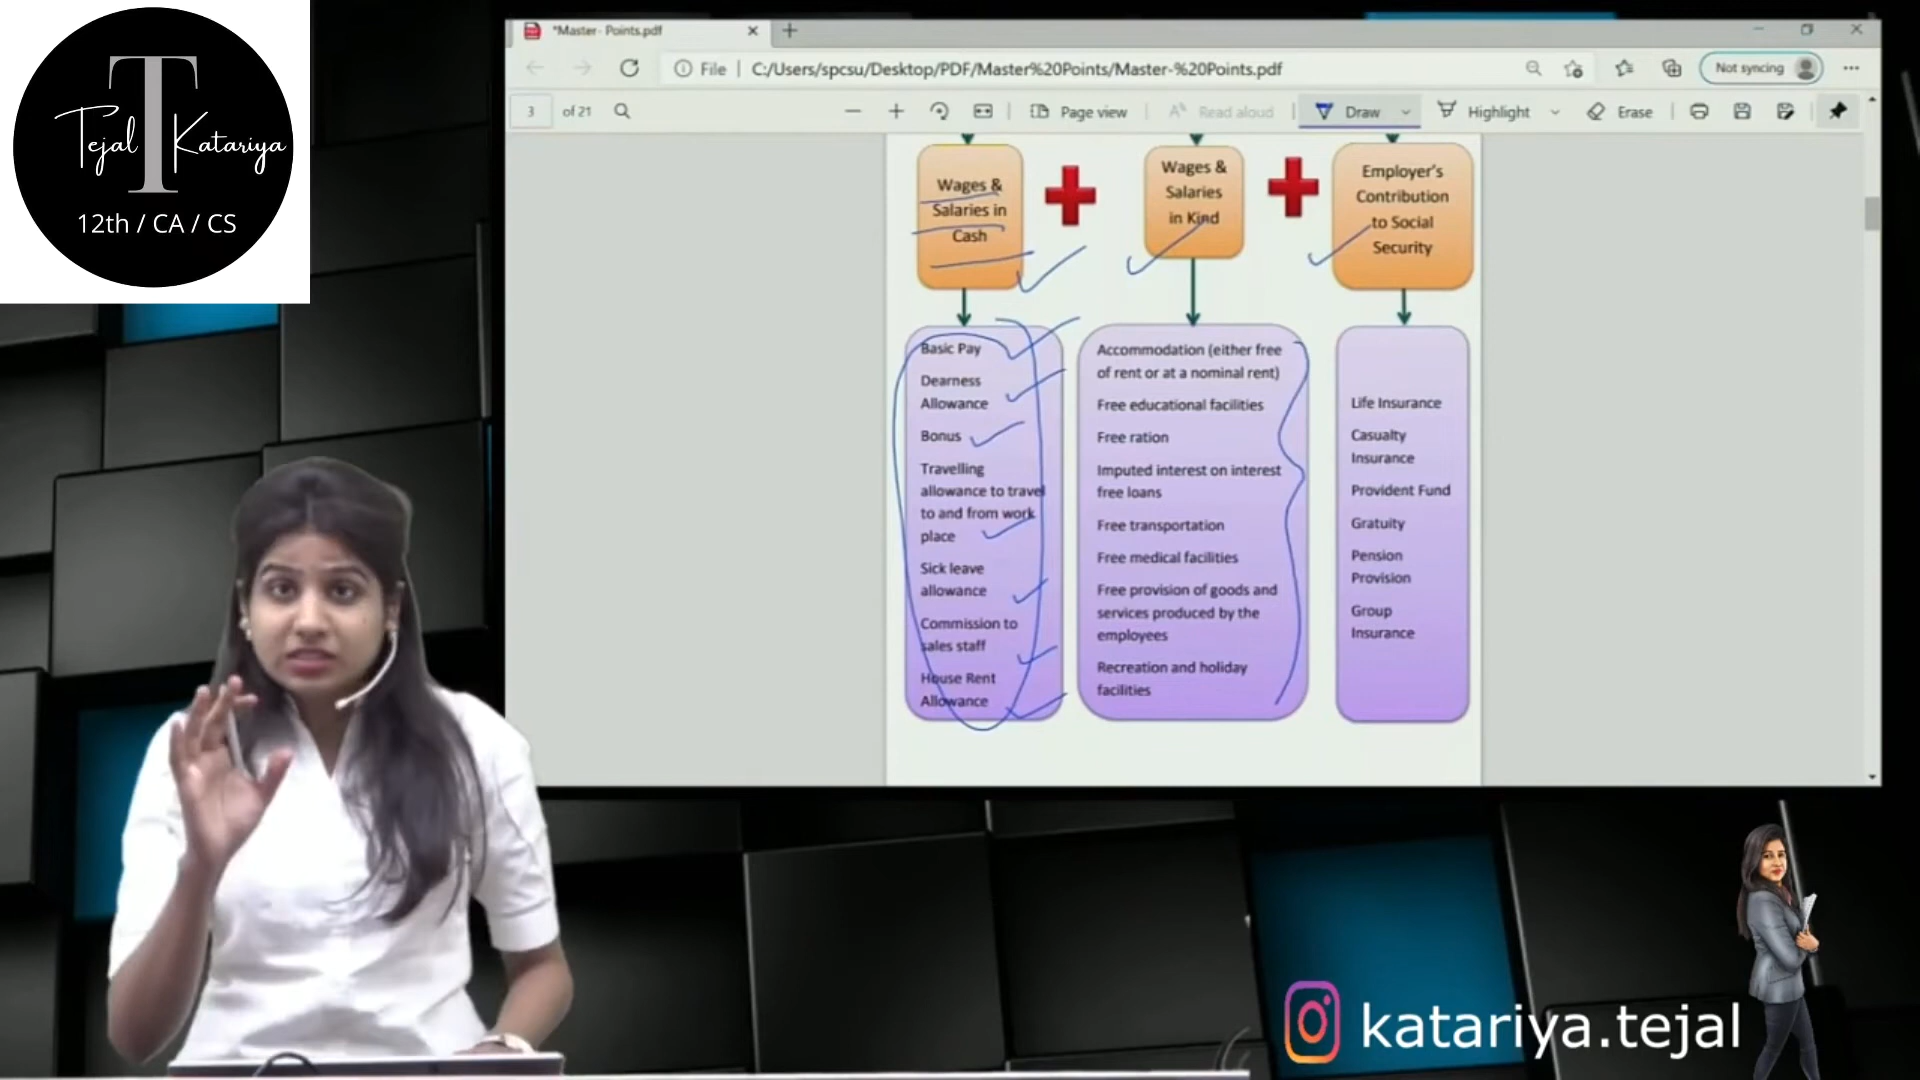 T
Tejal Katariya
12th / CA / CS
*Master- Points.pdf
File
C:/Users/spcsu/Desktop/PDF/Master%20Points/Master-%20Points.pdf
Not syncing
3 of 21
Page view
Read aloud
Draw
Highlight
Erase
Wages &
Salaries in
Cash
Wages &
Salaries
in Kind
Employer's
Contribution
to Social
Security
Basic Pay
Dearness
Allowance
Bonus
Travelling
allowance to travel
to and from work
place
Sick leave
allowance
Commission to
sales staff
House Rent
Allowance
Accommodation (either free
of rent or at a nominal rent)
Free educational facilities
Free ration
Imputed interest on interest
free loans
Free transportation
Free medical facilities
Free provision of goods and
services produced by the
employees
Recreation and holiday
facilities
Life Insurance
Casualty
Insurance
Provident Fund
Gratuity
Pension
Provision
Group
Insurance
katariya.tejal